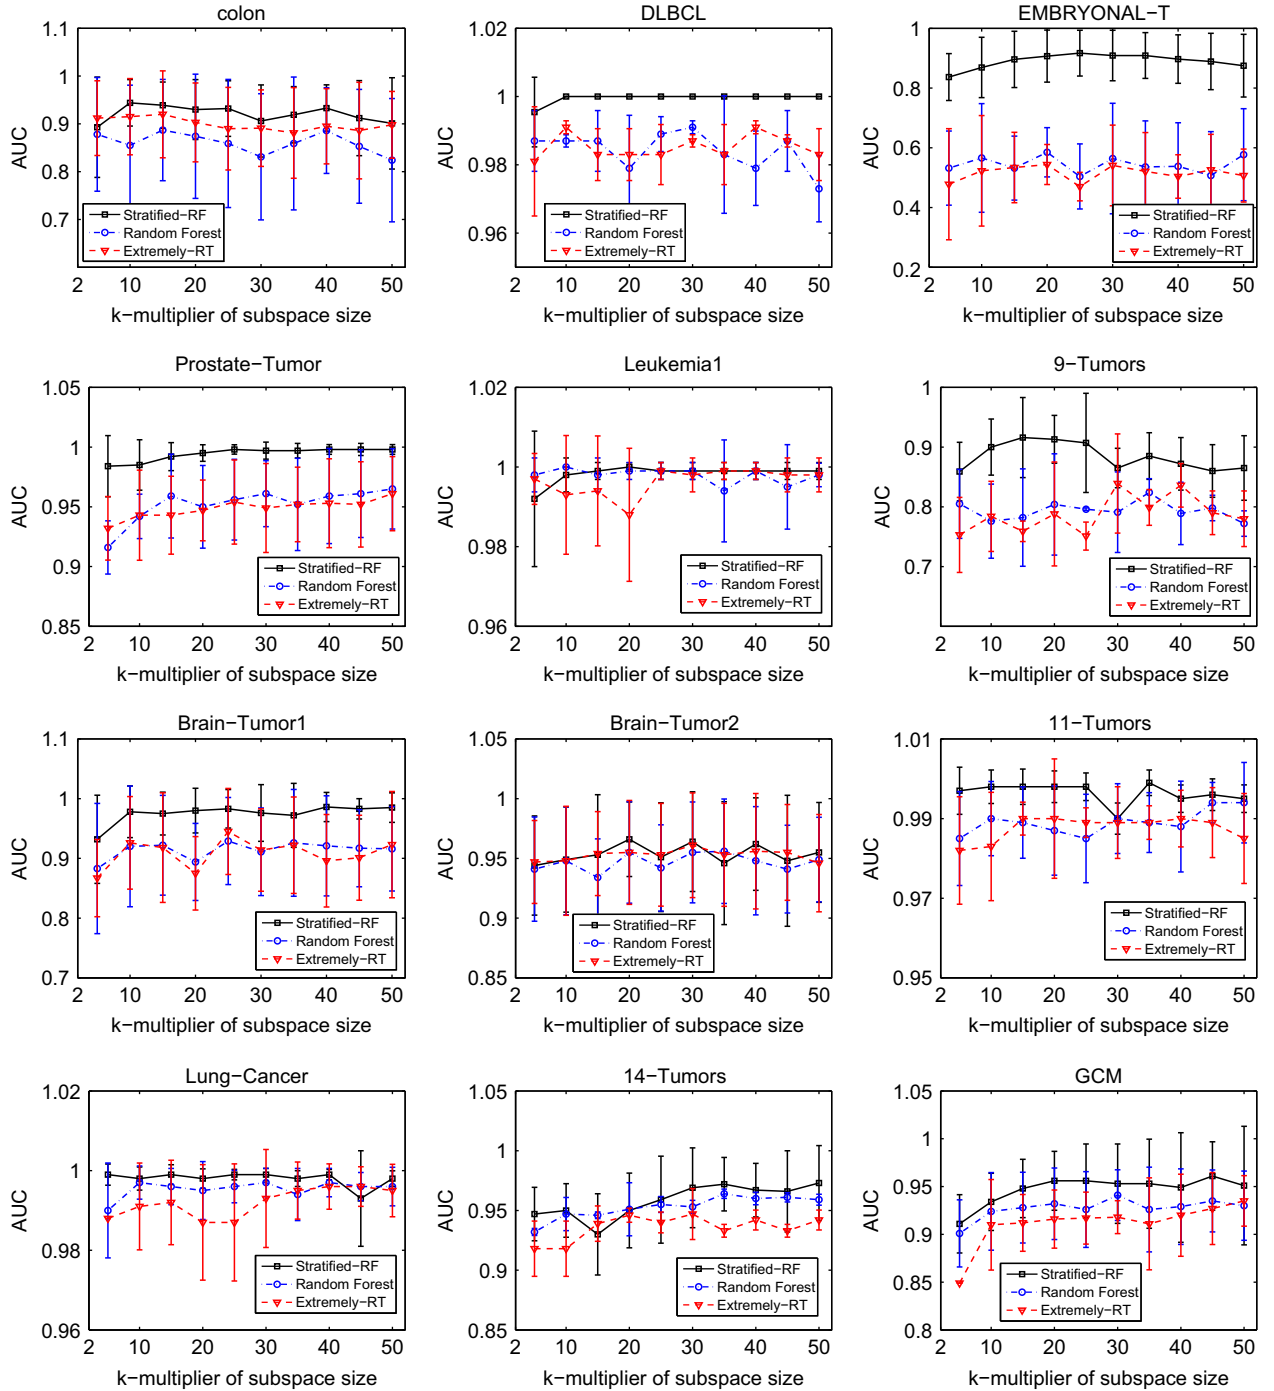 colon
1.1
1
0.9
0.8
0.7
AUC
Stratified−RF
Random Forest
Extremely−RT
2 10 20 30 40 50
k−multiplier of subspace size
DLBCL
1.02
1
0.98
0.96
AUC
Stratified−RF
Random Forest
Extremely−RT
2 10 20 30 40 50
k−multiplier of subspace size
EMBRYONAL−T
1
0.8
0.6
0.4
0.2
AUC
Stratified−RF
Random Forest
Extremely−RT
2 10 20 30 40 50
k−multiplier of subspace size
Prostate−Tumor
1.05
1
0.95
0.9
0.85
AUC
Stratified−RF
Random Forest
Extremely−RT
2 10 20 30 40 50
k−multiplier of subspace size
Leukemia1
1.02
1
0.98
0.96
AUC
Stratified−RF
Random Forest
Extremely−RT
2 10 20 30 40 50
k−multiplier of subspace size
9−Tumors
1
0.9
0.8
0.7
AUC
Stratified−RF
Random Forest
Extremely−RT
2 10 20 30 40 50
k−multiplier of subspace size
Brain−Tumor1
1.1
1
0.9
0.8
0.7
AUC
Stratified−RF
Random Forest
Extremely−RT
2 10 20 30 40 50
k−multiplier of subspace size
Brain−Tumor2
1.05
1
0.95
0.9
0.85
AUC
Stratified−RF
Random Forest
Extremely−RT
2 10 20 30 40 50
k−multiplier of subspace size
11−Tumors
1.01
0.99
0.97
0.95
AUC
Stratified−RF
Random Forest
Extremely−RT
2 10 20 30 40 50
k−multiplier of subspace size
Lung−Cancer
1.02
1
0.98
0.96
AUC
Stratified−RF
Random Forest
Extremely−RT
2 10 20 30 40 50
k−multiplier of subspace size
14−Tumors
1.05
1
0.95
0.9
0.85
AUC
Stratified−RF
Random Forest
Extremely−RT
2 10 20 30 40 50
k−multiplier of subspace size
GCM
1.05
1
0.95
0.9
0.85
0.8
AUC
Stratified−RF
Random Forest
Extremely−RT
2 10 20 30 40 50
k−multiplier of subspace size